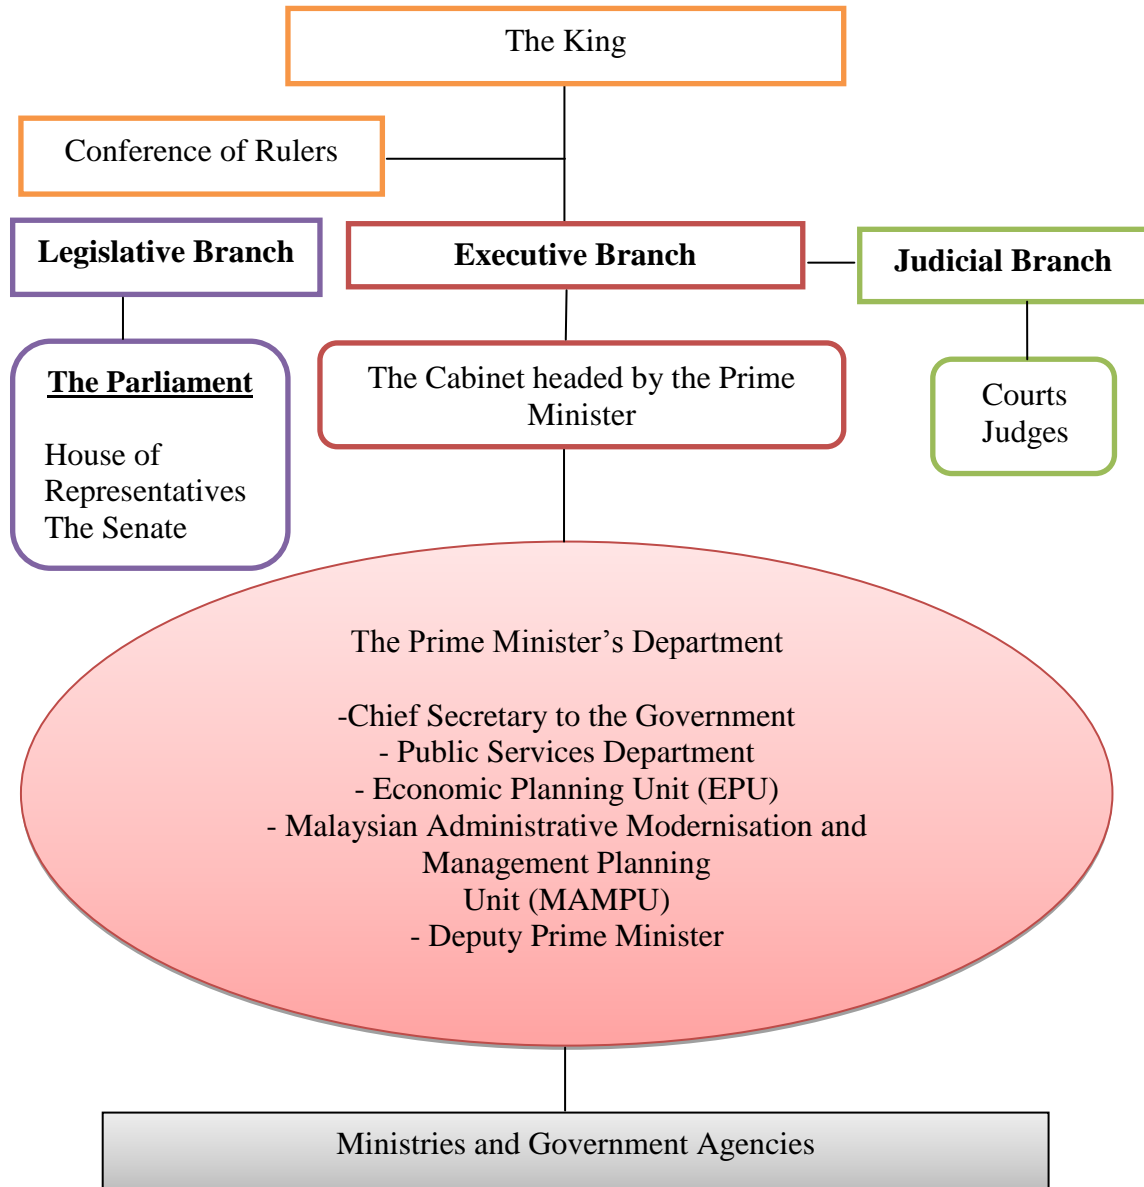 The King
Conference of Rulers
Legislative Branch
Executive Branch
Judicial Branch
The Parliament
House of
Representatives
The Senate
The Cabinet headed by the Prime
Minister
Courts
Judges
The Prime Minister’s Department
-Chief Secretary to the Government
- Public Services Department
- Economic Planning Unit (EPU)
- Malaysian Administrative Modernisation and
Management Planning
Unit (MAMPU)
- Deputy Prime Minister
Ministries and Government Agencies